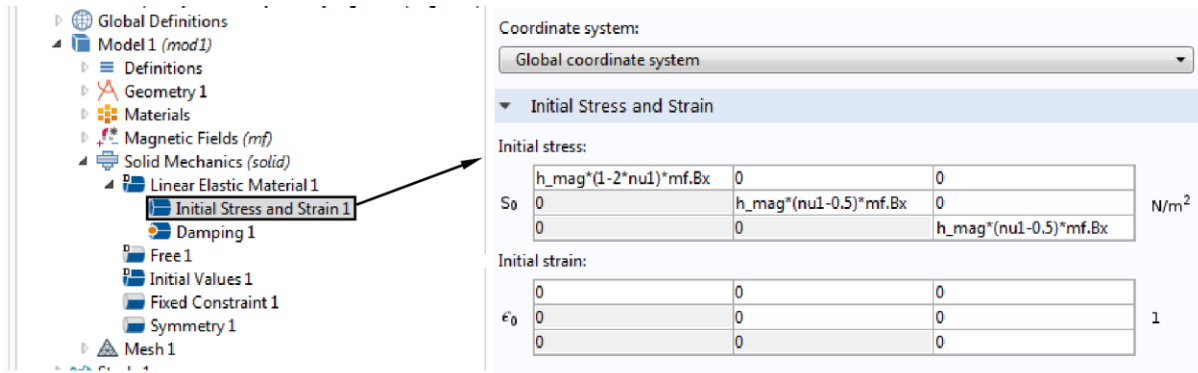 Global Definitions
Model 1 (mod1)
Definitions
Geometry 1
Materials
Magnetic Fields (mf)
Solid Mechanics (solid)
Linear Elastic Material 1
Initial Stress and Strain 1
Damping 1
Free 1
Initial Values 1
Fixed Constraint 1
Symmetry 1
Mesh 1
Coordinate system:
Global coordinate system
Initial Stress and Strain
Initial stress:
h_mag*(1-2*nu1)*mf.Bx 0 0
S0 0 h_mag*(nu1-0.5)*mf.Bx 0 N/m²
0 0 h_mag*(nu1-0.5)*mf.Bx
Initial strain:
0 0 0
ϵ0 0 0 0 1
0 0 0